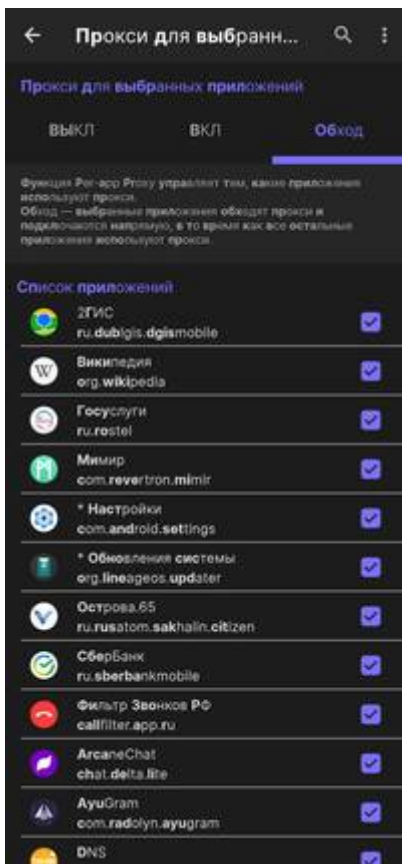 Прокси для выбранн...
Прокси для выбранных приложений
ВЫКЛ
ВКЛ
Обход
Функция Per-app Proxy управляет тем, какие приложения
используют прокси.
Обход — выбранные приложения обходят прокси и
подключаются напрямую, в то время как все остальные
приложения используют прокси.
Список приложений
2ГИС
ru.dublgis.dgismobile
Википедия
org.wikipedia
Госуслуги
ru.rostel
Мимир
com.revertron.mimir
* Настройки
com.android.settings
* Обновления системы
org.lineageos.updater
Острова.65
ru.rusatom.sakhalin.citizen
СберБанк
ru.sberbankmobile
Фильтр Звонков РФ
callfilter.app.ru
ArcaneChat
chat.delta.lite
AyuGram
com.radolyn.ayugram
DNS